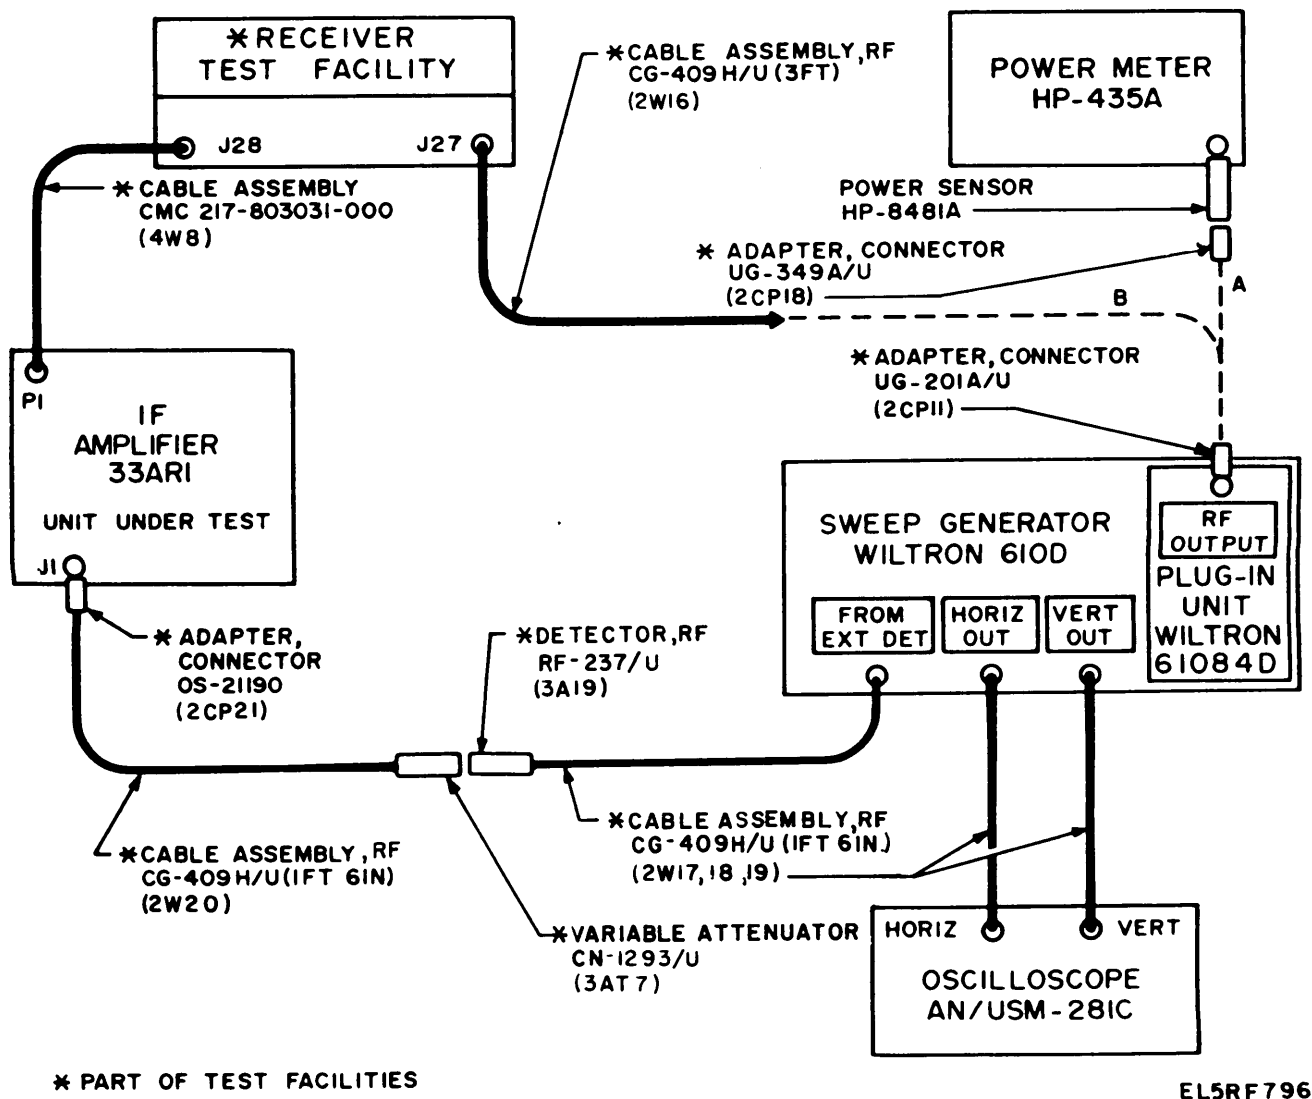 *RECEIVER
TEST FACILITY
J28
J27
*CABLE ASSEMBLY,RF
CG-409H/U(3FT)
(2W16)
POWER METER
HP-435A
*CABLE ASSEMBLY
CMC 217-803031-000
(4W8)
POWER SENSOR
HP-8481A
*ADAPTER, CONNECTOR
UG-349A/U
(2CP18)
A
B
*ADAPTER, CONNECTOR
UG-201A/U
(2CP11)
P1
IF
AMPLIFIER
33AR1
UNIT UNDER TEST
J1
SWEEP GENERATOR
WILTRON 610D
RF
OUTPUT
PLUG-IN
UNIT
WILTRON
61084D
FROM
EXT DET
HORIZ
OUT
VERT
OUT
*ADAPTER,
CONNECTOR
OS-21190
(2CP21)
*DETECTOR,RF
RF-237/U
(3A19)
*CABLE ASSEMBLY,RF
CG-409H/U(1FT 6IN)
(2W20)
*CABLE ASSEMBLY,RF
CG-409H/U(1FT 6IN.)
(2W17,18,19)
*VARIABLE ATTENUATOR
CN-1293/U
(3AT7)
HORIZ
VERT
OSCILLOSCOPE
AN/USM-281C
* PART OF TEST FACILITIES
EL5RF796